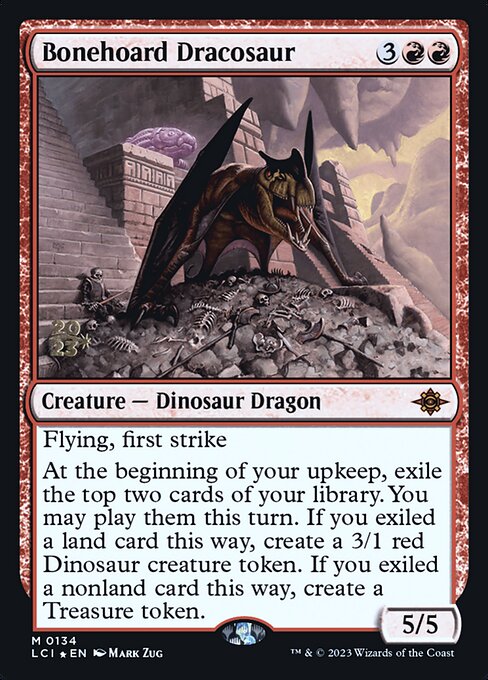 Bonehoard Dracosaur 3
20
23
Creature — Dinosaur Dragon
Flying, first strike
At the beginning of your upkeep, exile
the top two cards of your library. You
may play them this turn. If you exiled
a land card this way, create a 3/1 red
Dinosaur creature token. If you exiled
a nonland card this way, create a
Treasure token.
5/5
M 0134
LCI ★ EN Mark Zug
™ & © 2023 Wizards of the Coast